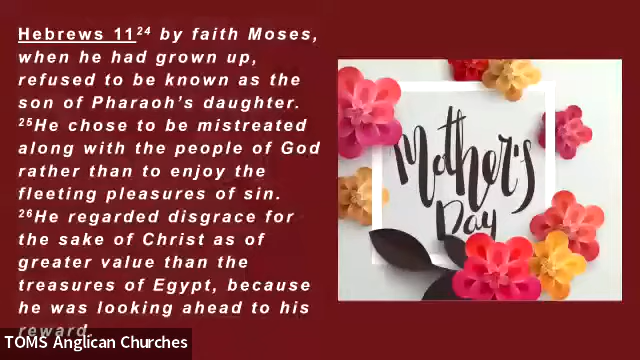 Hebrews 11²⁴ by faith Moses,
when he had grown up,
refused to be known as the
son of Pharaoh’s daughter.
²⁵He chose to be mistreated
along with the people of God
rather than to enjoy the
fleeting pleasures of sin.
²⁶He regarded disgrace for
the sake of Christ as of
greater value than the
treasures of Egypt, because
he was looking ahead to his
reward.
Mother's
Day
TOMS Anglican Churches